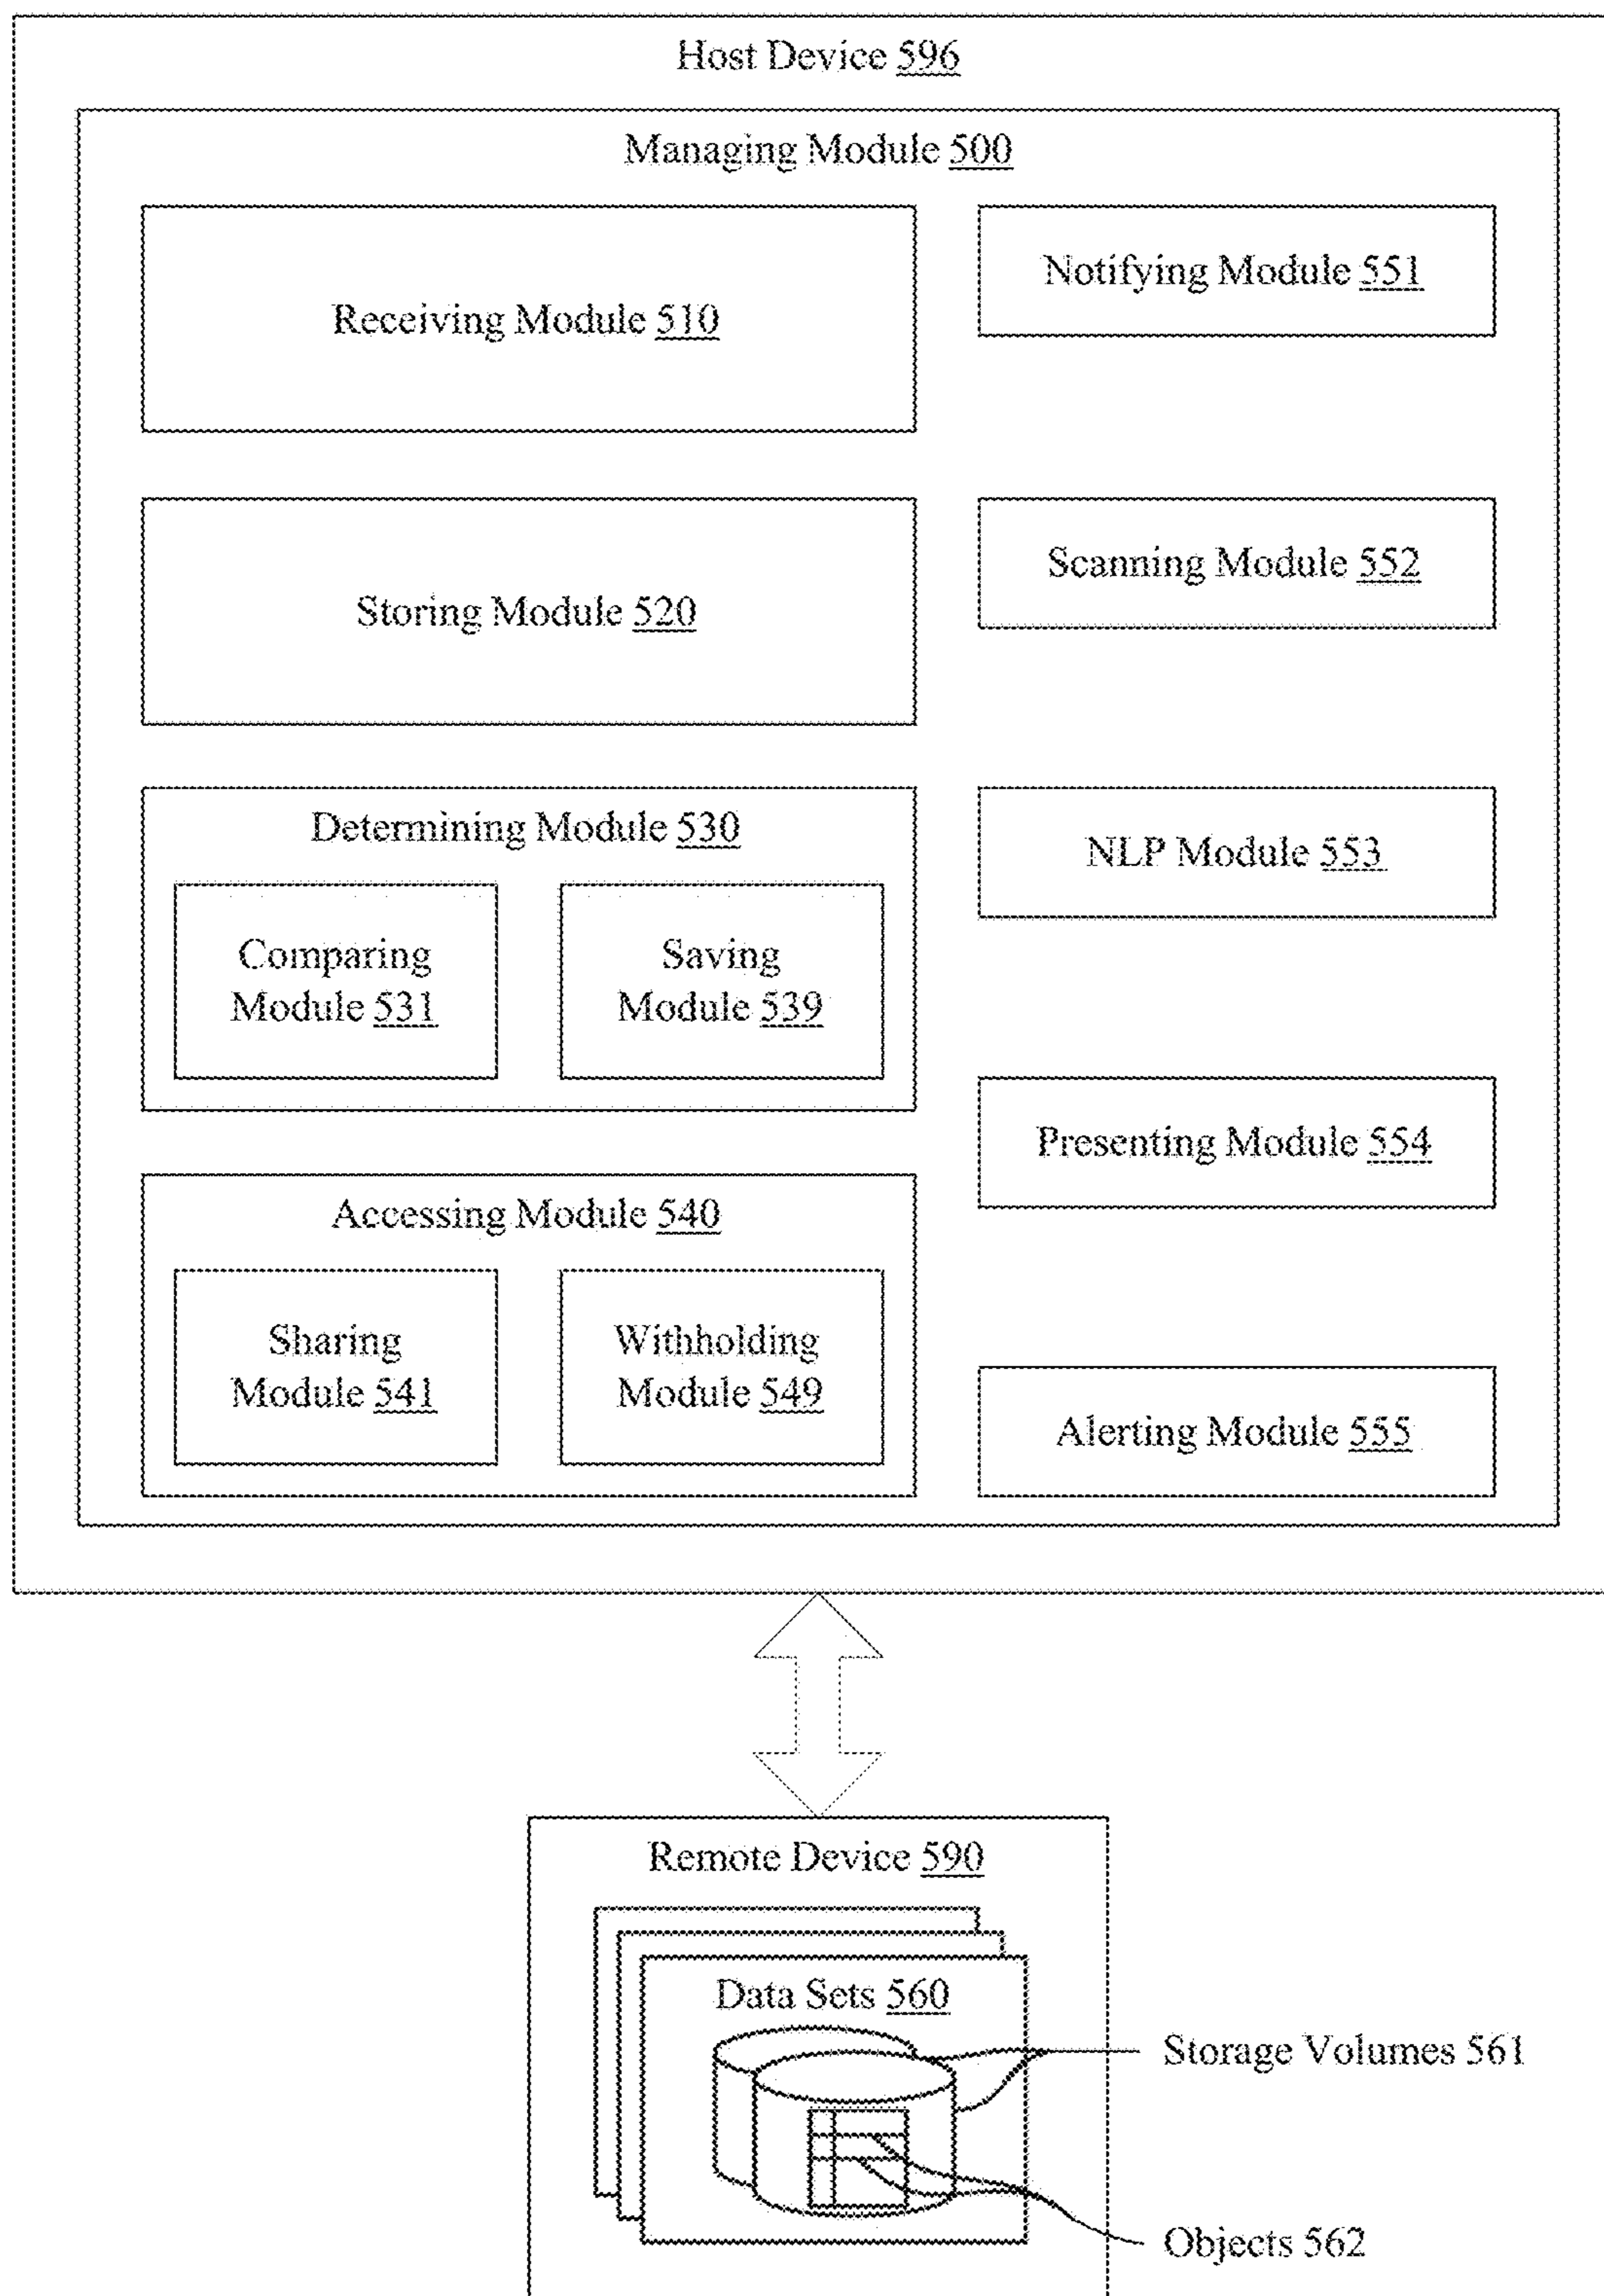 Host Device 596
Managing Module 500
Receiving Module 510
Notifying Module 551
Storing Module 520
Scanning Module 552
Determining Module 530
Comparing
Module 531
Saving
Module 539
NLP Module 553
Presenting Module 554
Accessing Module 540
Sharing
Module 541
Withholding
Module 549
Alerting Module 555
Remote Device 590
Data Sets 560
Storage Volumes 561
Objects 562